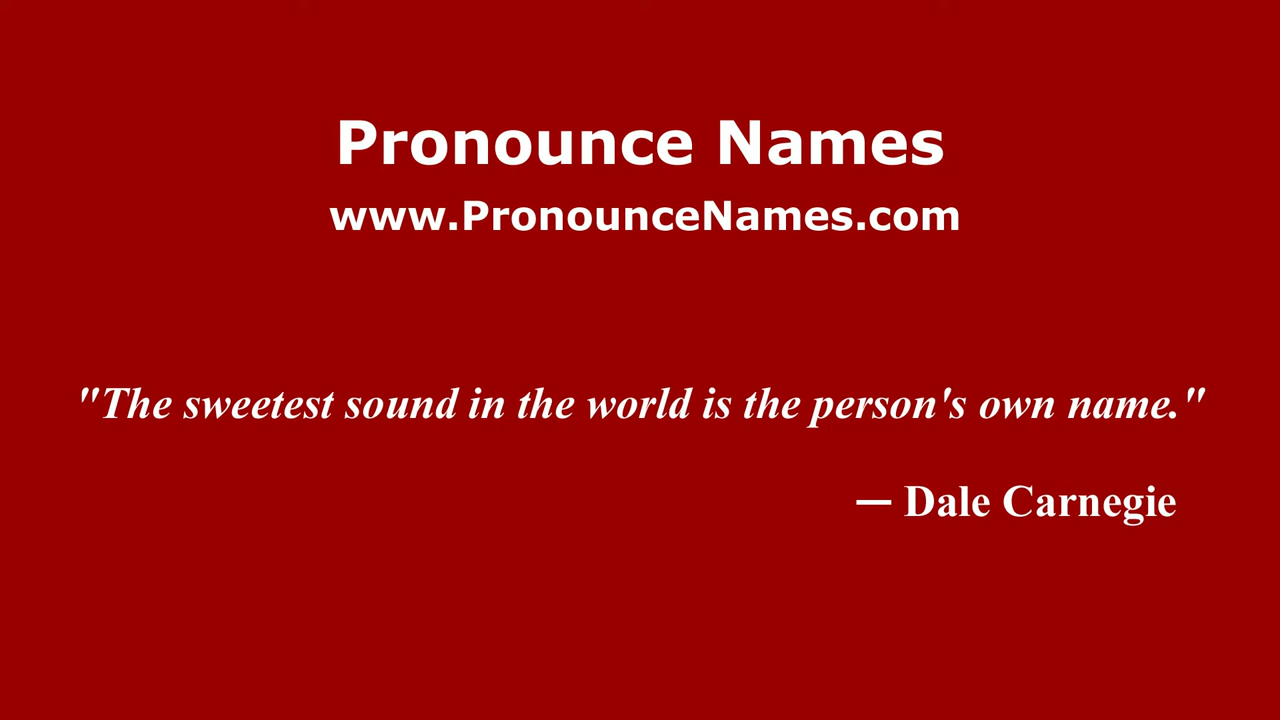 Pronounce Names
www.PronounceNames.com
"The sweetest sound in the world is the person's own name."
— Dale Carnegie